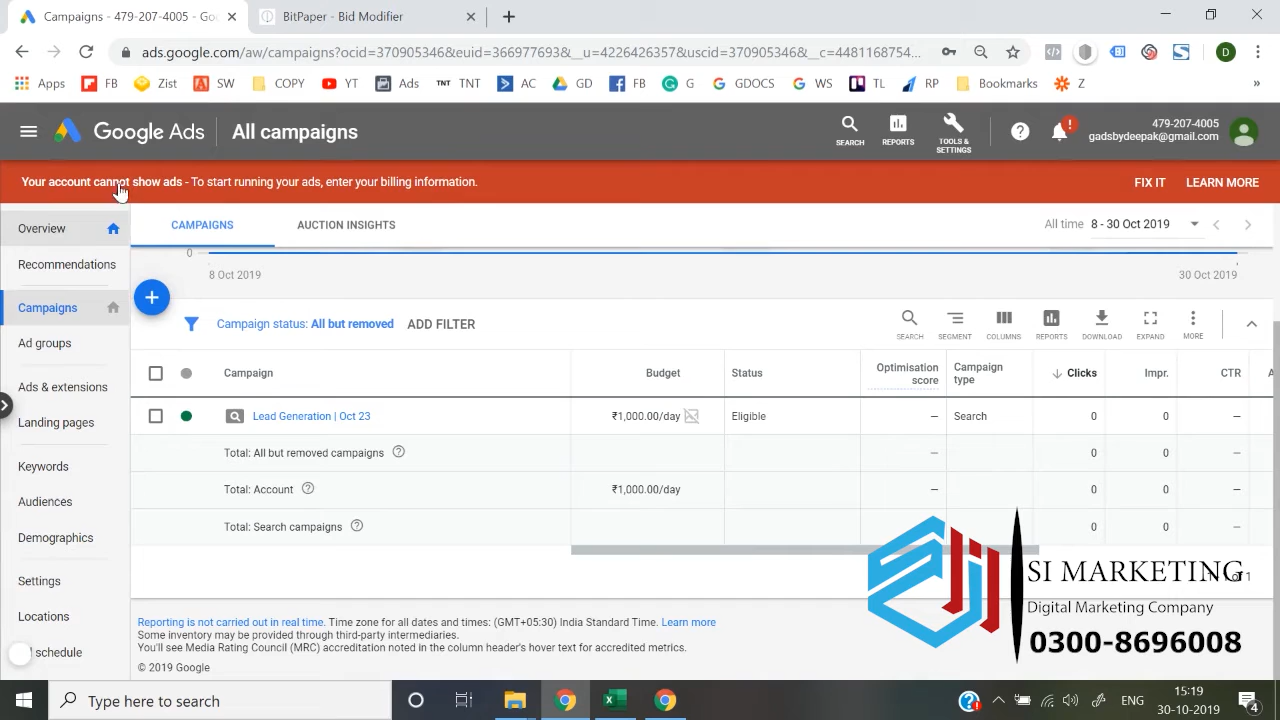 Campaigns - 479-207-4005 - Go
BitPaper - Bid Modifier
ads.google.com/aw/campaigns?ocid=370905346&euid=366977693&__u=4226426357&uscid=370905346&__c=4481168754...
Apps FB Zist SW COPY YT Ads TNT TNT AC GD FB G GDOCS WS TL RP Bookmarks Z »
Google Ads
All campaigns
SEARCH
REPORTS
TOOLS & SETTINGS
479-207-4005
gadsbydeepak@gmail.com
Your account cannot show ads - To start running your ads, enter your billing information.
FIX IT
LEARN MORE
Overview
Recommendations
Campaigns
Ad groups
Ads & extensions
Landing pages
Keywords
Audiences
Demographics
Settings
Locations
schedule
CAMPAIGNS
AUCTION INSIGHTS
All time 8 - 30 Oct 2019
0
8 Oct 2019
30 Oct 2019
Campaign status: All but removed
ADD FILTER
SEARCH
SEGMENT
COLUMNS
REPORTS
DOWNLOAD
EXPAND
MORE
Campaign Budget Status Optimisation score Campaign type Clicks Impr. CTR A
Lead Generation | Oct 23 ₹1,000.00/day Eligible — Search 0 0 —
Total: All but removed campaigns — 0 0 —
Total: Account ₹1,000.00/day — 0 0 —
Total: Search campaigns — 0 0 —
SI MARKETING
Digital Marketing Company
0300-8696008
Reporting is not carried out in real time. Time zone for all dates and times: (GMT+05:30) India Standard Time. Learn more
Some inventory may be provided through third-party intermediaries.
You'll see Media Rating Council (MRC) accreditation noted in the column header's hover text for accredited metrics.
© 2019 Google
Type here to search
ENG
15:19
30-10-2019
4